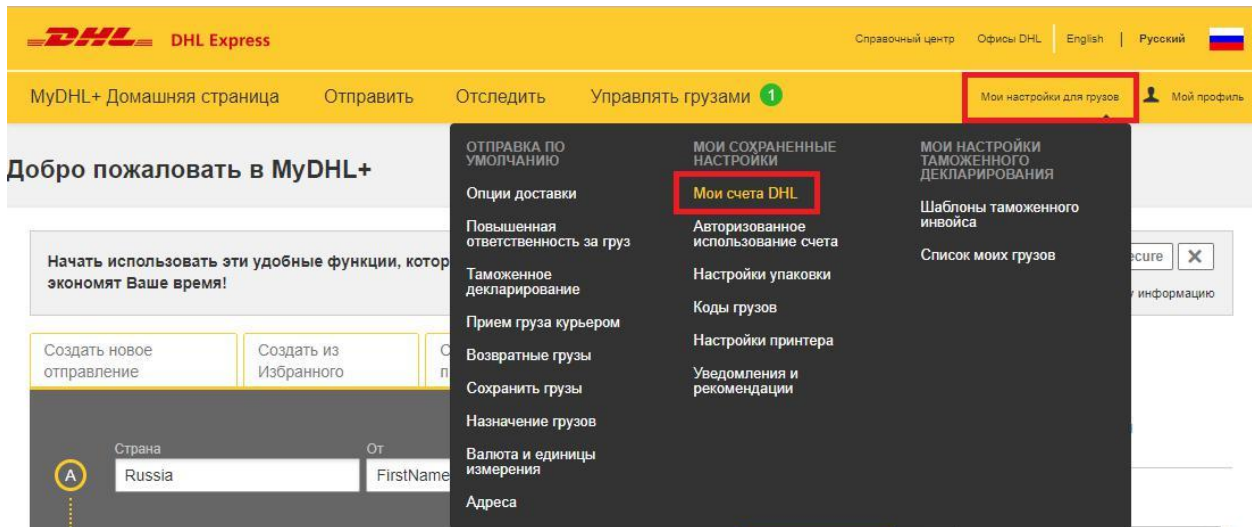 DHL DHL Express
Справочный центр Офисы DHL English | Русский
MyDHL+ Домашняя страница Отправить Отследить Управлять грузами 1 Мои настройки для грузов Мой профиль
Добро пожаловать в MyDHL+
Начать использовать эти удобные функции, котор
экономят Ваше время!
Создать новое
отправление
Создать из
Избранного
С
п
Страна
От
A
Russia
FirstName
ОТПРАВКА ПО
УМОЛЧАНИЮ
Опции доставки
Повышенная
ответственность за груз
Таможенное
декларирование
Прием груза курьером
Возвратные грузы
Сохранить грузы
Назначение грузов
Валюта и единицы
измерения
Адреса
МОИ СОХРАНЕННЫЕ
НАСТРОЙКИ
Мои счета DHL
Авторизованное
использование счета
Настройки упаковки
Коды грузов
Настройки принтера
Уведомления и
рекомендации
МОИ НАСТРОЙКИ
ТАМОЖЕННОГО
ДЕКЛАРИРОВАНИЯ
Шаблоны таможенного
инвойса
Список моих грузов
ecure
информацию